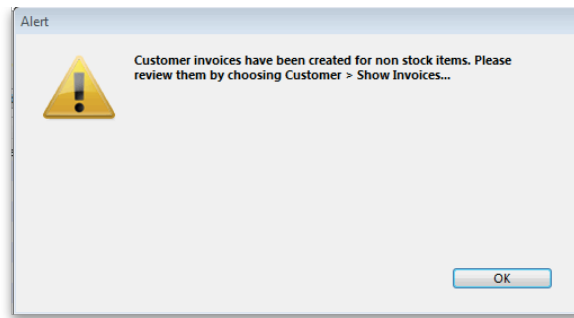 Alert
Customer invoices have been created for non stock items. Please
review them by choosing Customer > Show Invoices...
OK